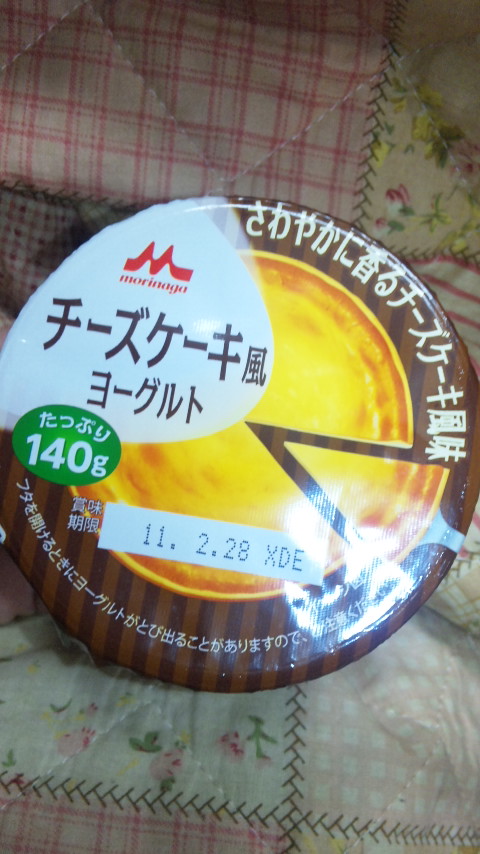 さわやかに香るチーズケーキ風味
morinaga
チーズケーキ風
ヨーグルト
たっぷり
140g
賞味
期限
11. 2.28 XDE
フタを開けるときにヨーグルトがとび出ることがありますので、